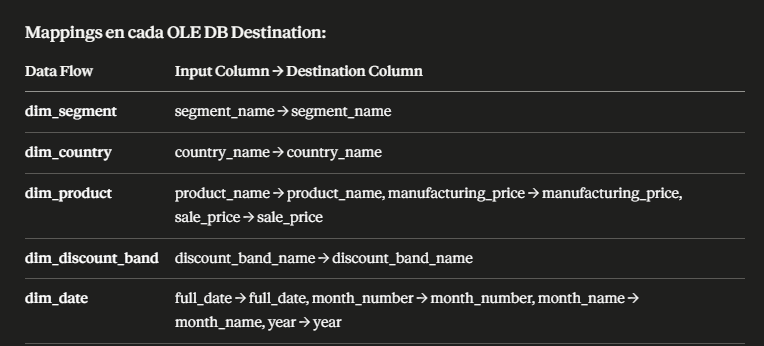 Mappings en cada OLE DB Destination:
Data Flow Input Column → Destination Column
dim_segment segment_name → segment_name
dim_country country_name → country_name
dim_product product_name → product_name, manufacturing_price → manufacturing_price,
sale_price → sale_price
dim_discount_band discount_band_name → discount_band_name
dim_date full_date → full_date, month_number → month_number, month_name →
month_name, year → year